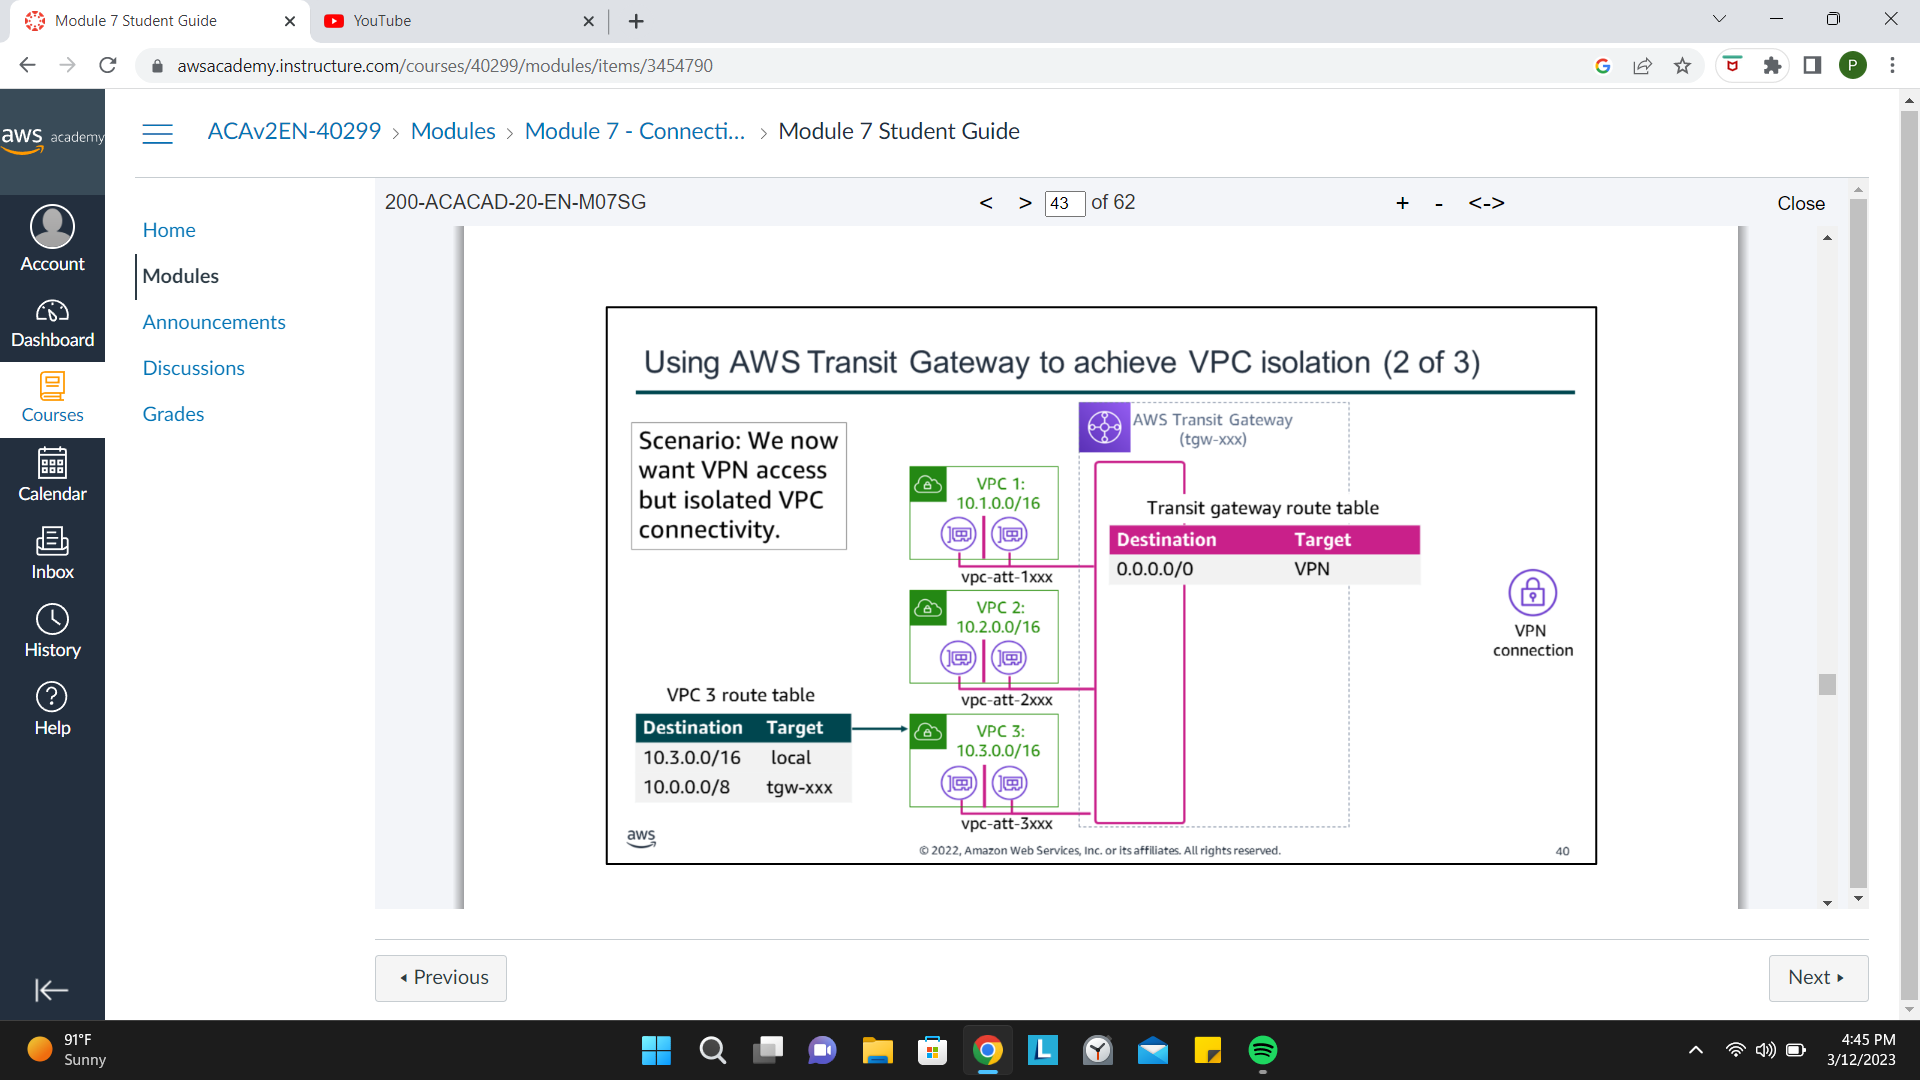 Module 7 Student Guide
YouTube
awsacademy.instructure.com/courses/40299/modules/items/3454790
P
aws academy
ACAv2EN-40299 > Modules > Module 7 - Connecti... > Module 7 Student Guide
Account
Dashboard
Courses
Calendar
Inbox
History
Help
Home
Modules
Announcements
Discussions
Grades
200-ACACAD-20-EN-M07SG
< > 43 of 62
+ - <->
Close
Using AWS Transit Gateway to achieve VPC isolation (2 of 3)
Scenario: We now
want VPN access
but isolated VPC
connectivity.
AWS Transit Gateway
(tgw-xxx)
VPC 1:
10.1.0.0/16
vpc-att-1xxx
Transit gateway route table
Destination Target
0.0.0.0/0 VPN
VPN
connection
VPC 2:
10.2.0.0/16
vpc-att-2xxx
VPC 3 route table
Destination Target
10.3.0.0/16 local
10.0.0.0/8 tgw-xxx
VPC 3:
10.3.0.0/16
vpc-att-3xxx
aws
© 2022, Amazon Web Services, Inc. or its affiliates. All rights reserved.
40
Previous
Next
91°F
Sunny
L
4:45 PM
3/12/2023